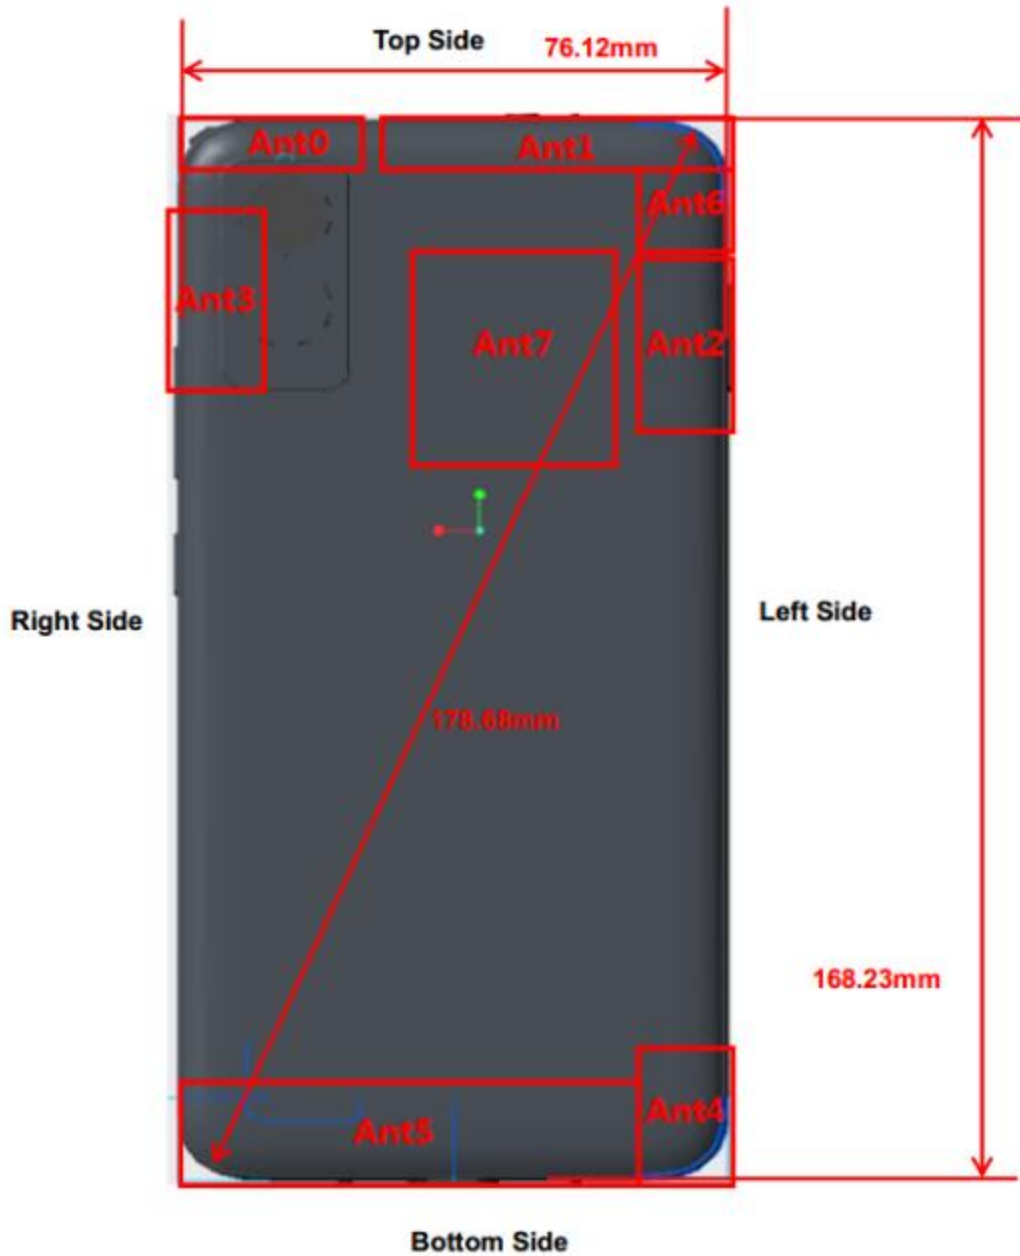 Top Side
76.12mm
Ant0
Ant1
Ant6
Ant3
Ant7
Ant2
Right Side
Left Side
178.68mm
168.23mm
Ant5
Ant4
Bottom Side